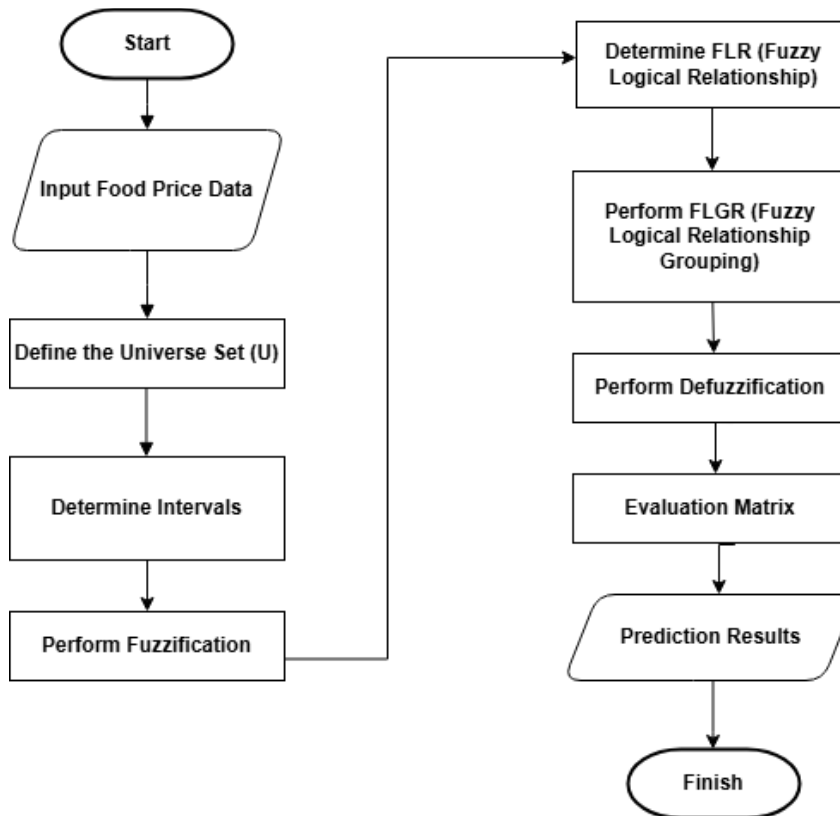 Start
Input Food Price Data
Define the Universe Set (U)
Determine Intervals
Perform Fuzzification
Determine FLR (Fuzzy
Logical Relationship)
Perform FLGR (Fuzzy
Logical Relationship
Grouping)
Perform Defuzzification
Evaluation Matrix
Prediction Results
Finish